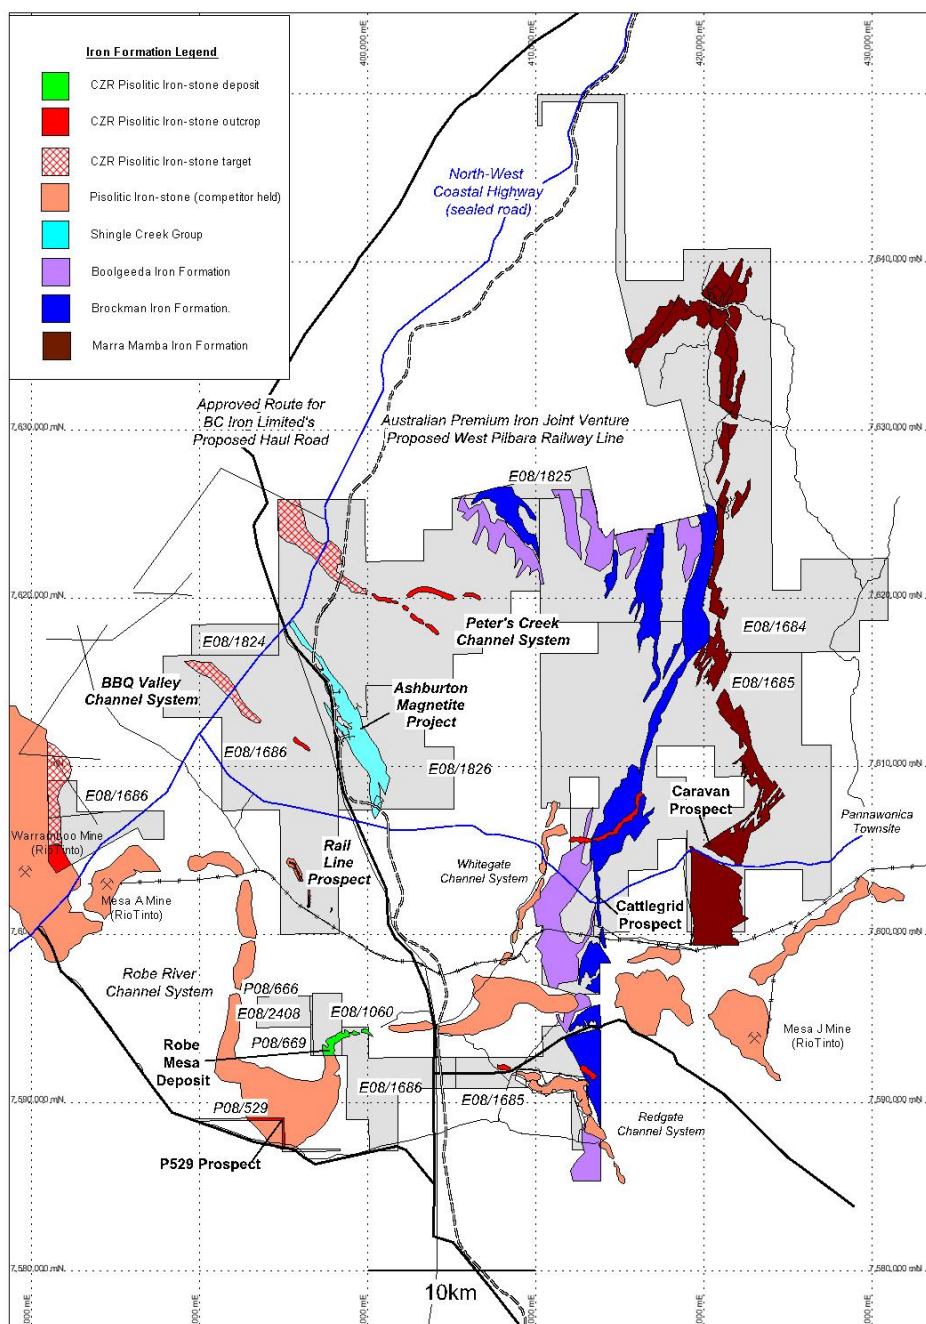 Iron Formation Legend
CZR Pisolitic Iron-stone deposit
CZR Pisolitic Iron-stone outcrop
CZR Pisolitic Iron-stone target
Pisolitic Iron-stone (competitor held)
Shingle Creek Group
Boolgeeda Iron Formation
Brockman Iron Formation.
Marra Mamba Iron Formation
400,000 mE
410,000 mE
420,000 mE
430,000 mE
North-West
Coastal Highway
(sealed road)
7,640,000 mN
Approved Route for
BC Iron Limited's
Proposed Haul Road
Australian Premium Iron Joint Venture
Proposed West Pilbara Railway Line
7,630,000 mN
7,630,000 mN
E08/1825
7,620,000 mN
7,620,000 mN
Peter's Creek
Channel System
E08/1684
E08/1824
BBQ Valley
Channel System
Ashburton
Magnetite
Project
E08/1685
E08/1686
E08/1826
7,610,000 mN
E08/1686
Caravan
Prospect
Pannawonica
Townsite
Warramboo Mine
(RioTinto)
Rail
Line
Prospect
Whitegate
Channel System
Mesa A Mine
(RioTinto)
Cattlegrid
Prospect
7,600,000 mN
Robe River
Channel System
P08/666
E08/2408
E08/1060
P08/669
Robe
Mesa
Deposit
Mesa J Mine
(RioTinto)
E08/1686
E08/1685
7,590,000 mN
7,590,000 mN
P08/529
Redgate
Channel System
P529 Prospect
7,580,000 mN
7,580,000 mN
10km